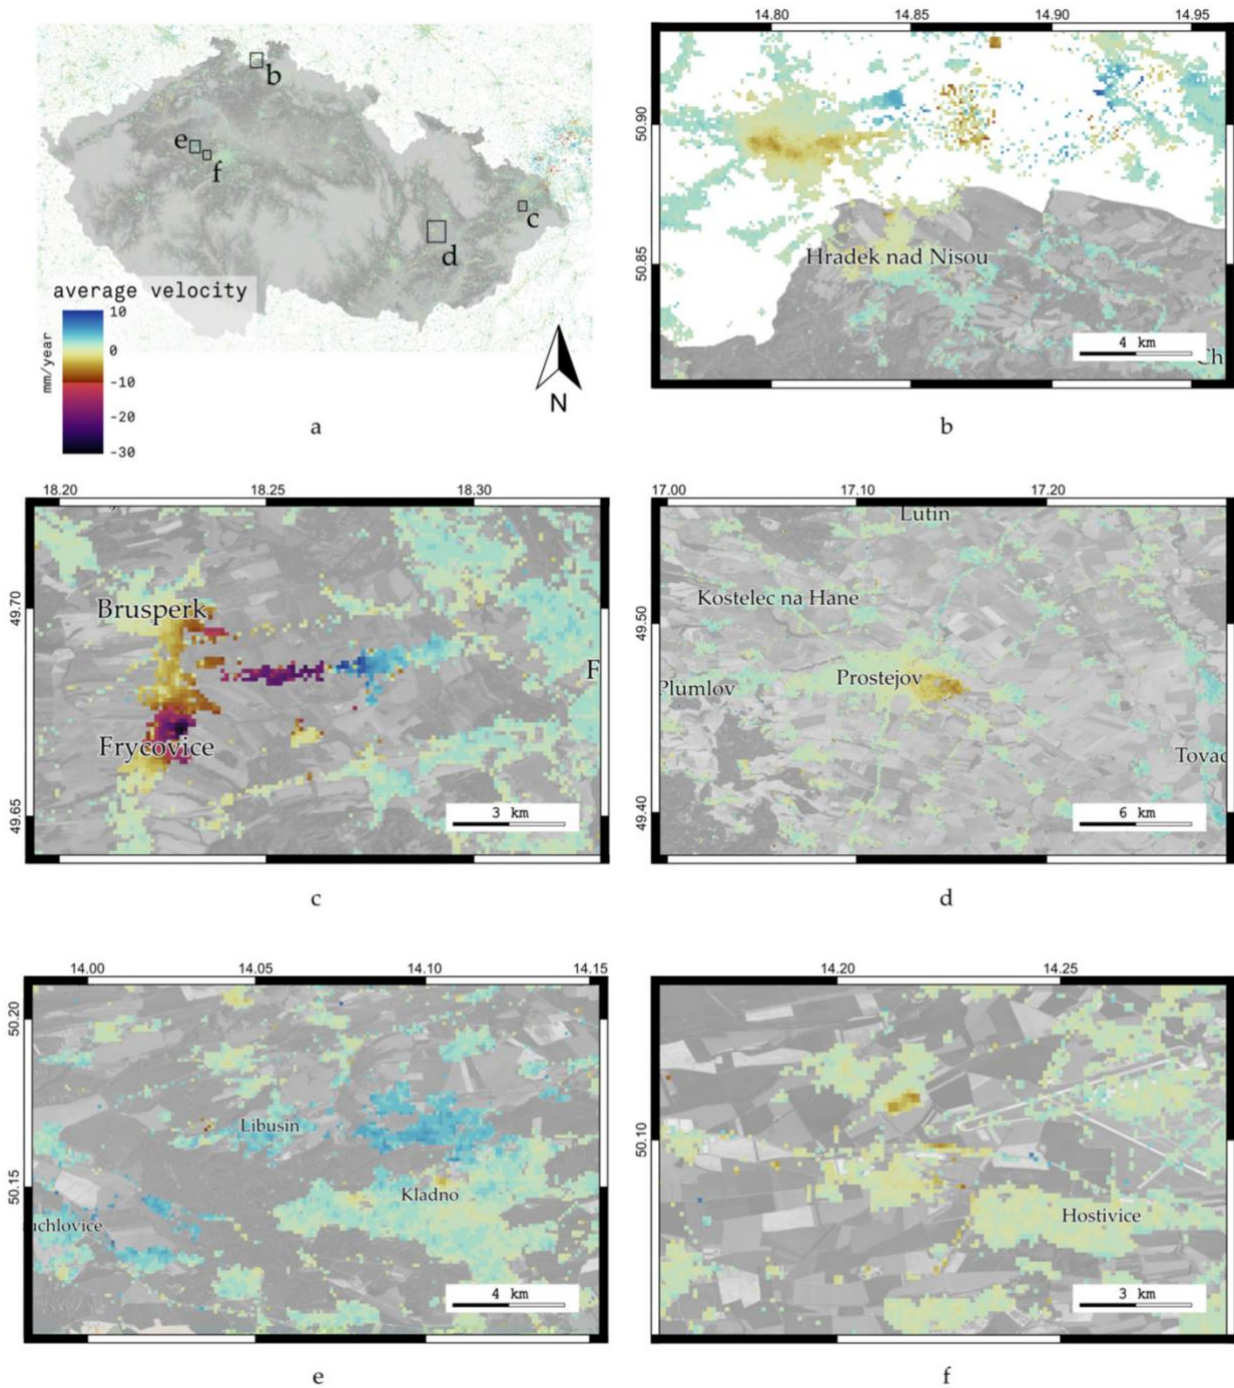 b
e
f
c
d
average velocity
mm/year
10
0
-10
-20
-30
N
a
14.80 14.85 14.90 14.95
50.90
50.85
Hradek nad Nisou
Ch
4 km
b
18.20 18.25 18.30
49.70
49.65
Brusperk
Frycovice
F
3 km
c
17.00 17.10 17.20
49.50
49.40
Lutin
Kostelec na Hane
Prostejov
Plumlov
Tovac
6 km
d
14.00 14.05 14.10 14.15
50.20
50.15
Libusin
Kladno
uchlovice
4 km
e
14.20 14.25
50.10
Hostivice
3 km
f